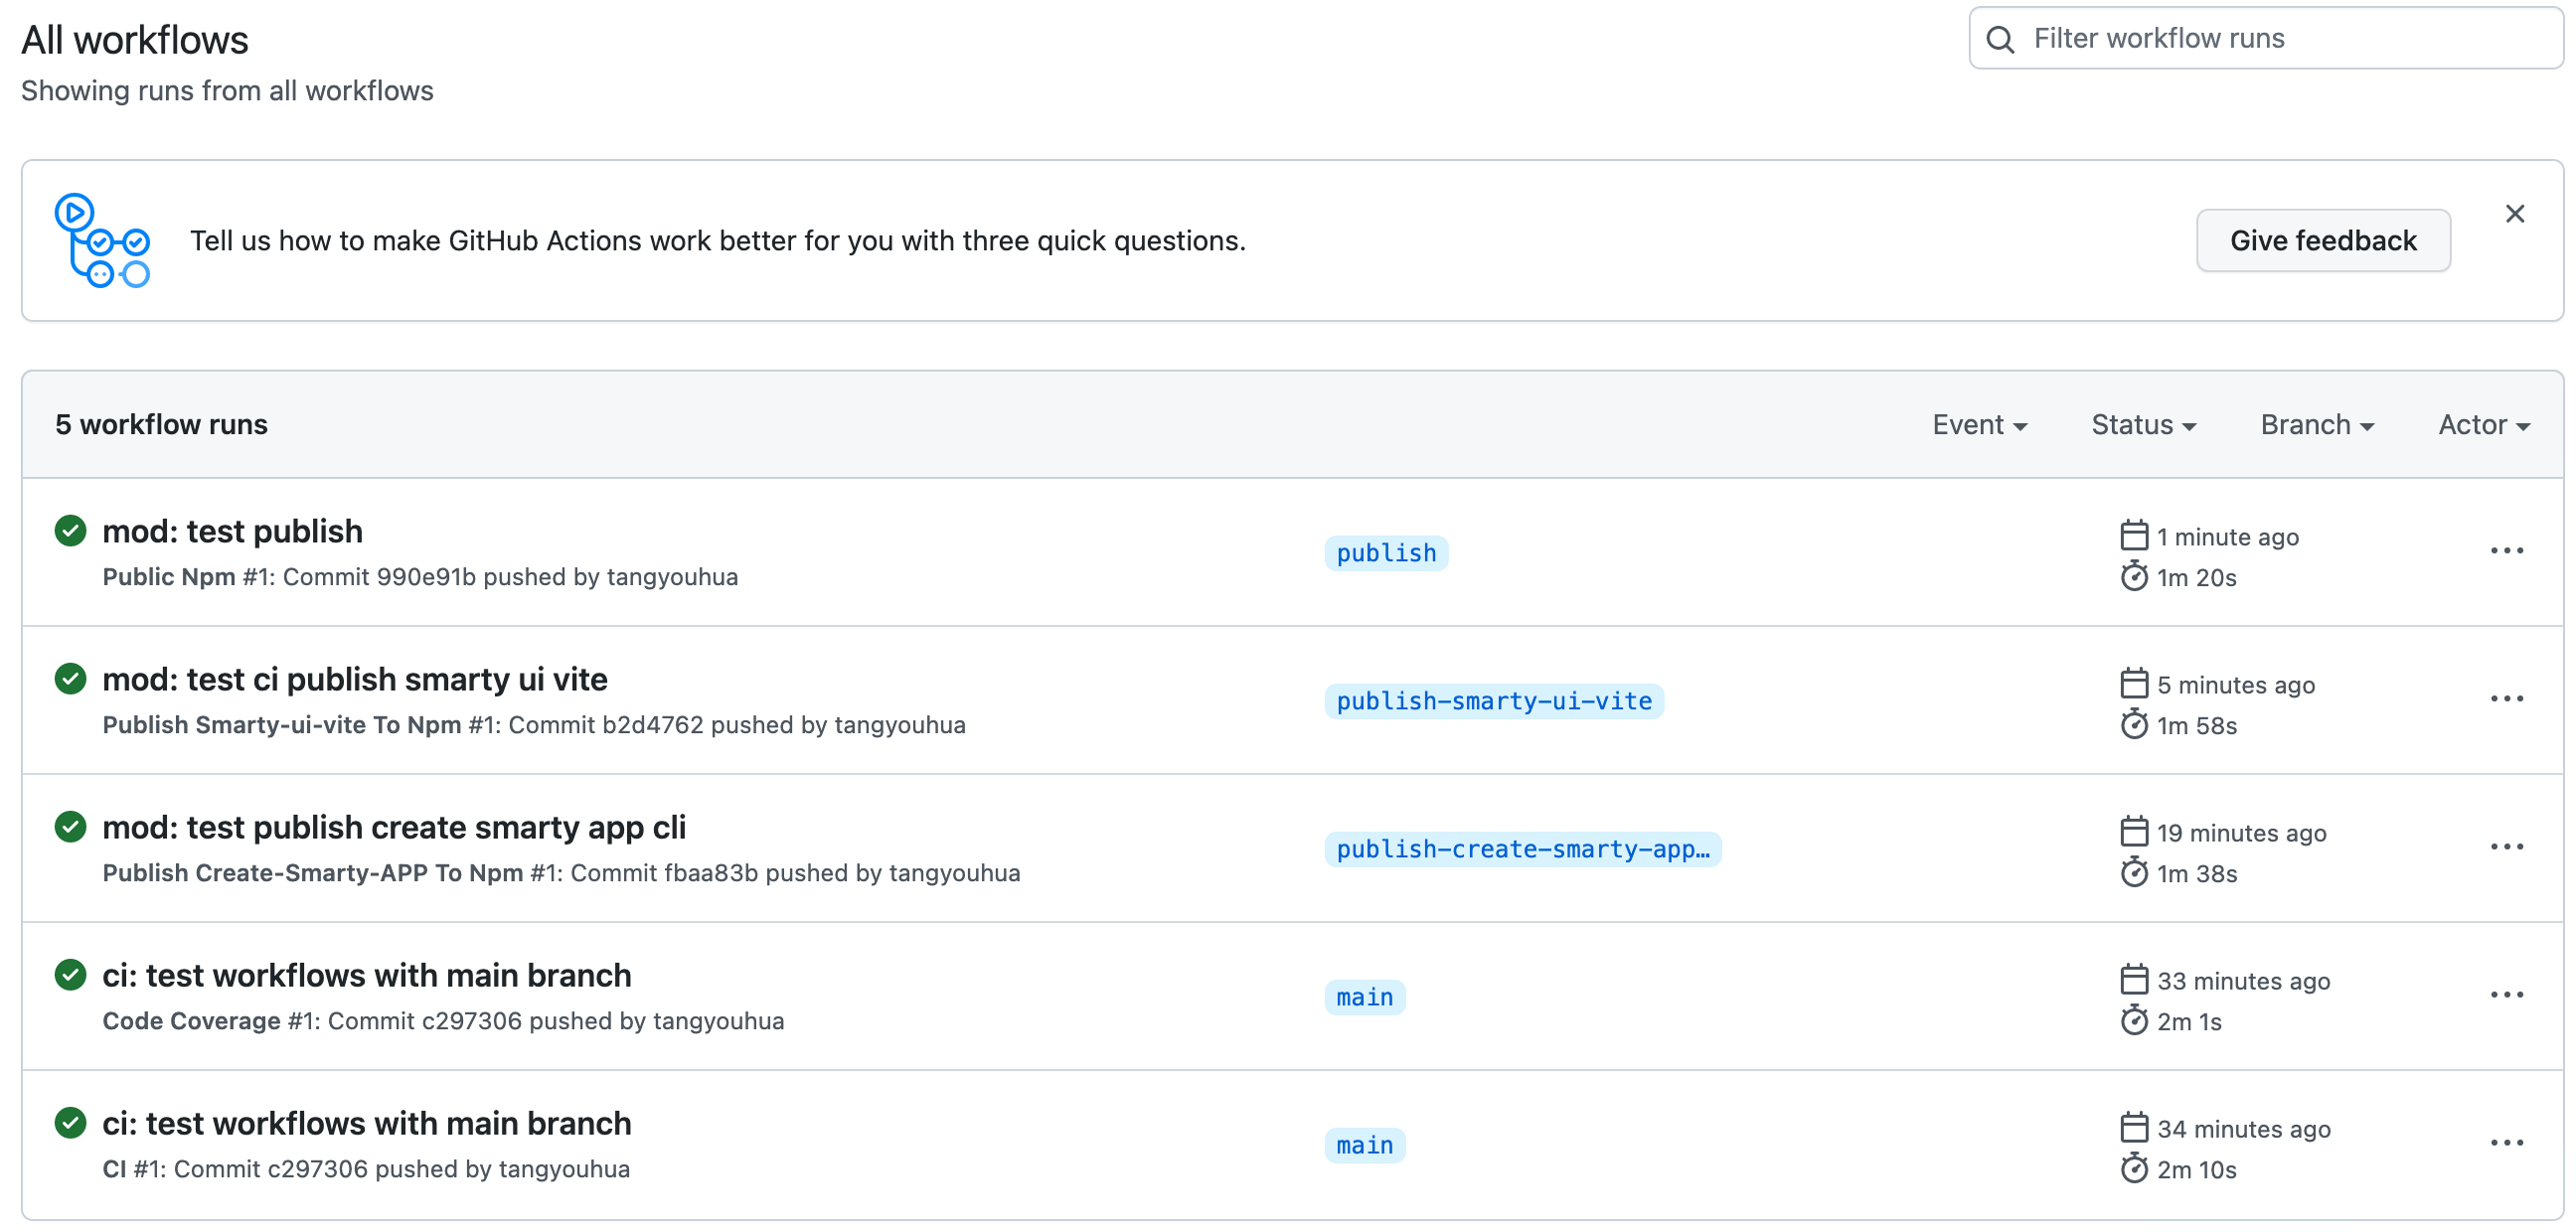 All workflows
Filter workflow runs
Showing runs from all workflows
Tell us how to make GitHub Actions work better for you with three quick questions.
Give feedback
5 workflow runs
Event
Status
Branch
Actor
mod: test publish
Public Npm #1: Commit 990e91b pushed by tangyouhua
publish
1 minute ago
1m 20s
mod: test ci publish smarty ui vite
Publish Smarty-ui-vite To Npm #1: Commit b2d4762 pushed by tangyouhua
publish-smarty-ui-vite
5 minutes ago
1m 58s
mod: test publish create smarty app cli
Publish Create-Smarty-APP To Npm #1: Commit fbaa83b pushed by tangyouhua
publish-create-smarty-app…
19 minutes ago
1m 38s
ci: test workflows with main branch
Code Coverage #1: Commit c297306 pushed by tangyouhua
main
33 minutes ago
2m 1s
ci: test workflows with main branch
CI #1: Commit c297306 pushed by tangyouhua
main
34 minutes ago
2m 10s